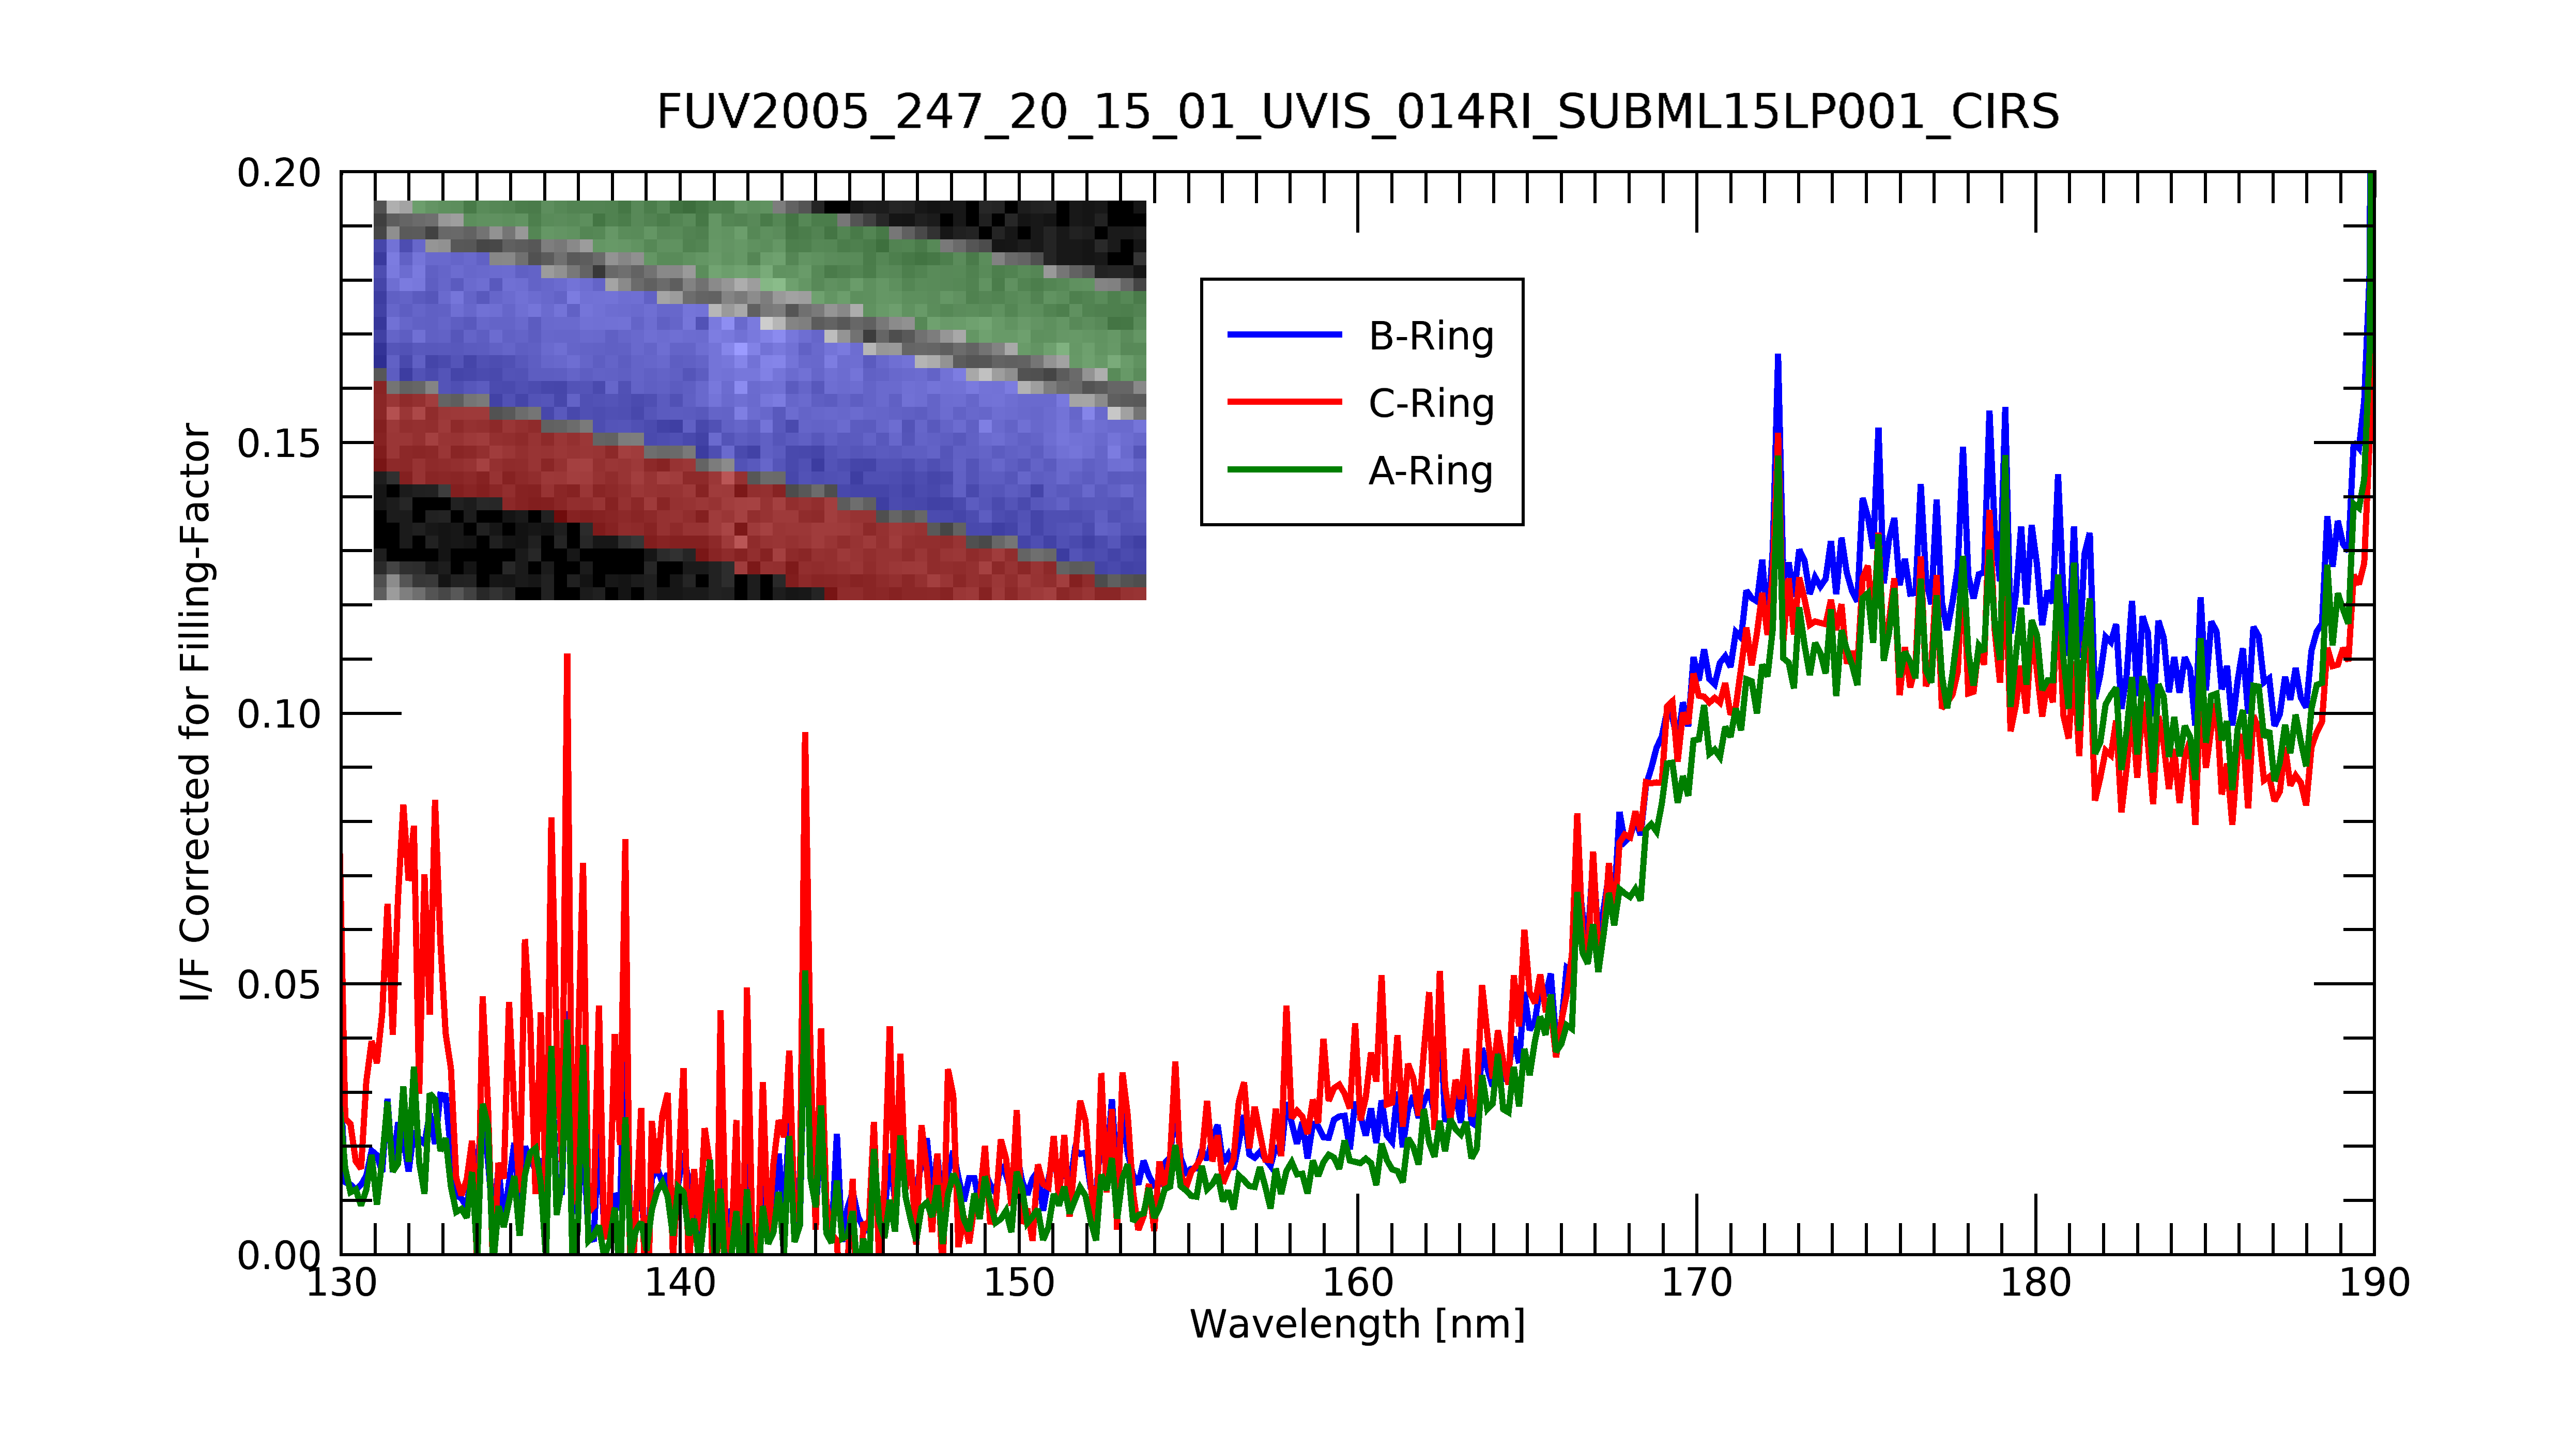 FUV2005_247_20_15_01_UVIS_014RI_SUBML15LP001_CIRS
I/F Corrected for Filling-Factor
0.20
0.15
0.10
0.05
0.00
B-Ring
C-Ring
A-Ring
130 140 150 160 170 180 190
Wavelength [nm]